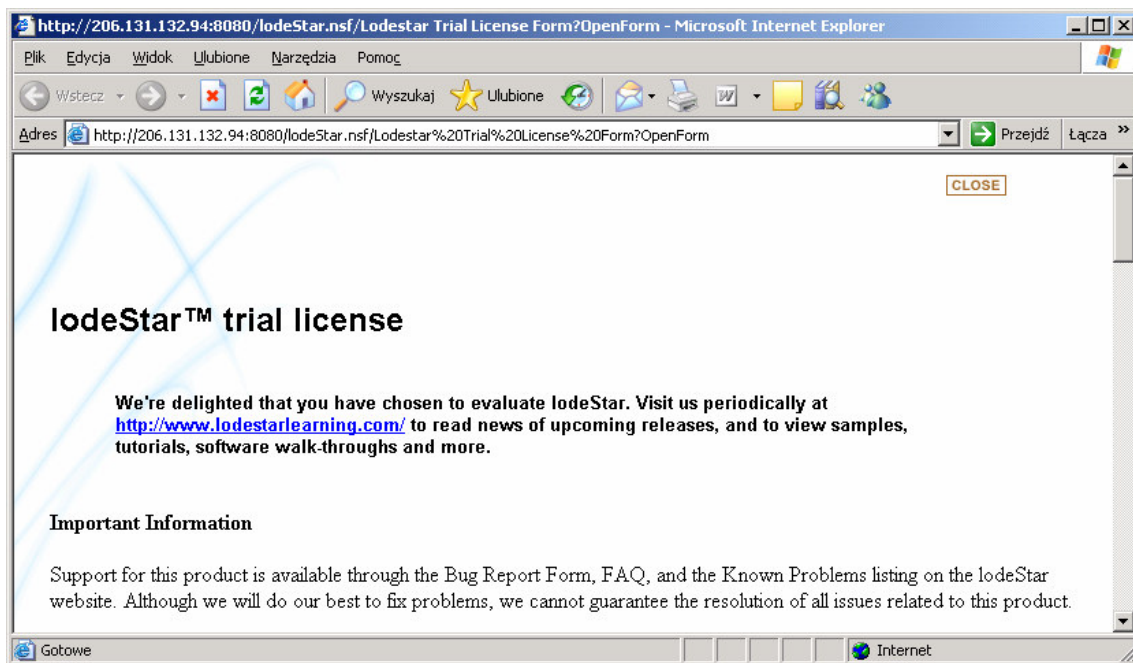 http://206.131.132.94:8080/lodeStar.nsf/Lodestar Trial License Form?OpenForm - Microsoft Internet Explorer
Plik Edycja Widok Ulubione Narzędzia Pomoc
Wstecz Wyszukaj Ulubione
Adres http://206.131.132.94:8080/lodeStar.nsf/Lodestar%20Trial%20License%20Form?OpenForm Przejdź Łącza »
CLOSE
lodeStar™ trial license
We're delighted that you have chosen to evaluate lodeStar. Visit us periodically at
http://www.lodestarlearning.com/ to read news of upcoming releases, and to view samples,
tutorials, software walk-throughs and more.
Important Information
Support for this product is available through the Bug Report Form, FAQ, and the Known Problems listing on the lodeStar
website. Although we will do our best to fix problems, we cannot guarantee the resolution of all issues related to this product.
Gotowe Internet